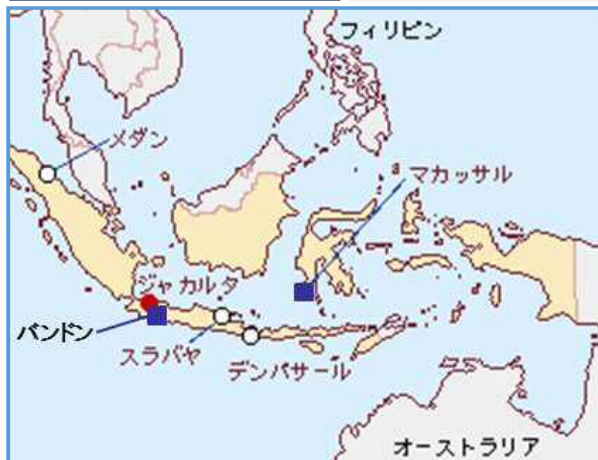 フィリピン
メダン
マカッサル
ジャカルタ
バンドン
スラバヤ
デンパサール
オーストラリア